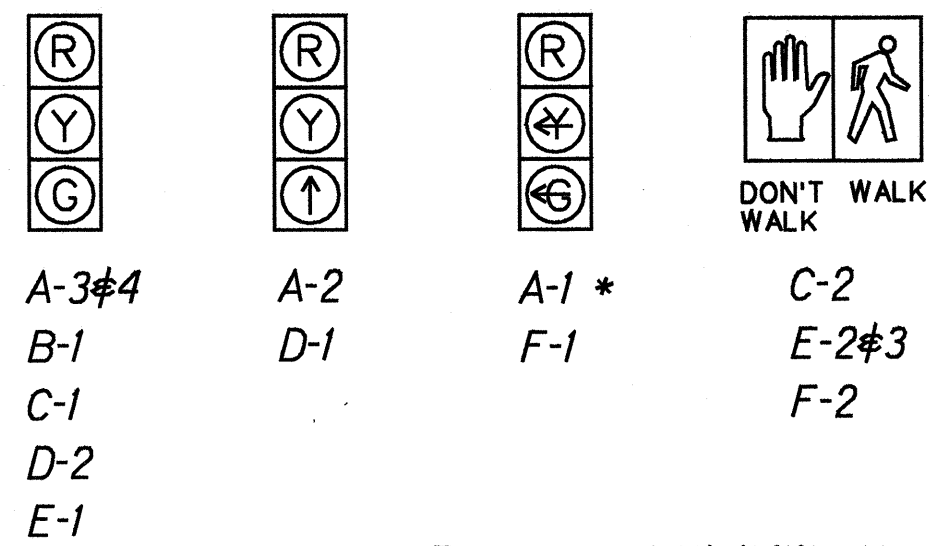 R R R
Y Y Y
G G
DON'T WALK
WALK
A-3&4 A-2 A-1 * C-2
B-1 D-1 F-1 E-2&3
C-1 F-2
D-2
E-1